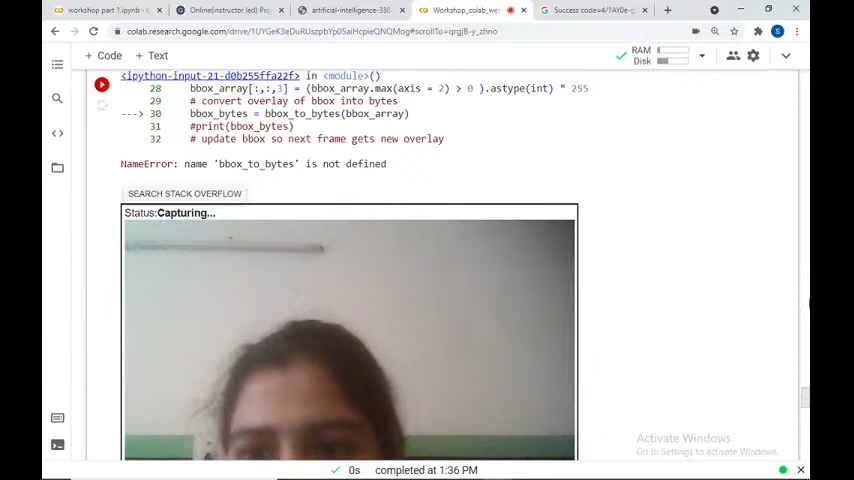 workshop part 1.ipynb - C
Online(instructor led) Pro
artificial-intelligence-338
Workshop_colab_we
Success code=4/1AY0e-g
colab.research.google.com/drive/1UYGeK3eDuRUszpbYp05aiHcpieQNQMog#scrollTo=qrgJB-y_zhno
S
+ Code + Text
RAM
Disk
<ipython-input-21-d0b255ffa22f> in <module>()
28 bbox_array[:,:,3] = (bbox_array.max(axis = 2) > 0 ).astype(int) * 255
29 # convert overlay of bbox into bytes
---> 30 bbox_bytes = bbox_to_bytes(bbox_array)
31 #print(bbox_bytes)
32 # update bbox so next frame gets new overlay
NameError: name 'bbox_to_bytes' is not defined
SEARCH STACK OVERFLOW
Status:Capturing...
Activate Windows
Go to Settings to activate Windows.
0s completed at 1:36 PM